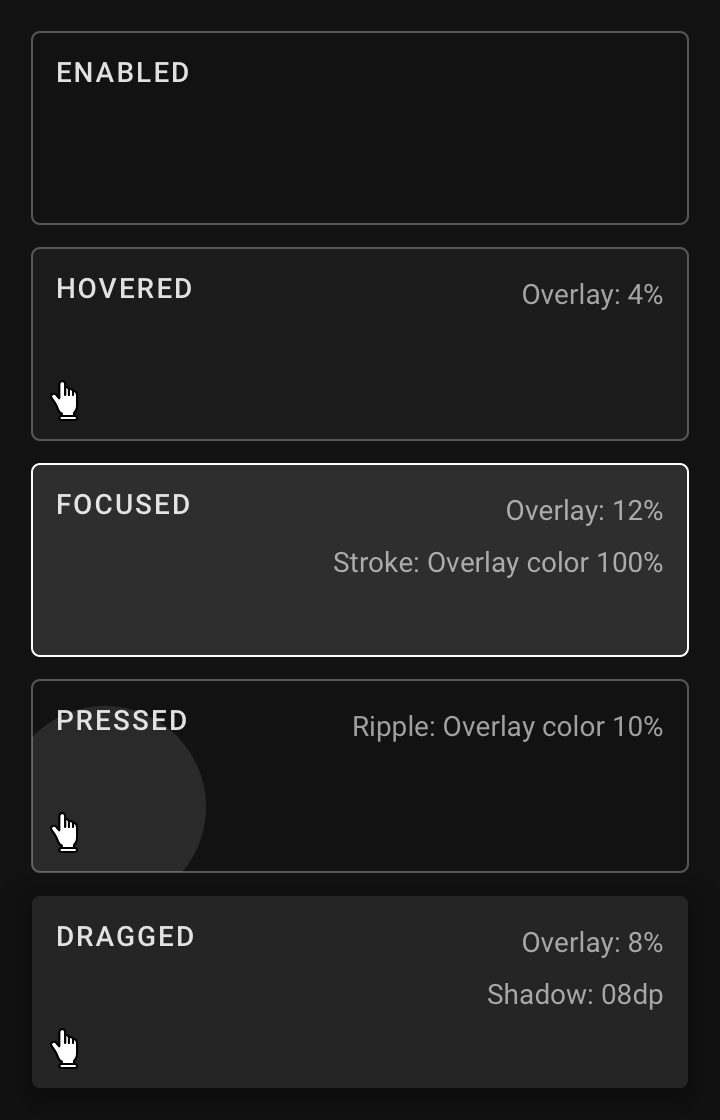 ENABLED
HOVERED
Overlay: 4%
FOCUSED
Overlay: 12%
Stroke: Overlay color 100%
PRESSED
Ripple: Overlay color 10%
DRAGGED
Overlay: 8%
Shadow: 08dp